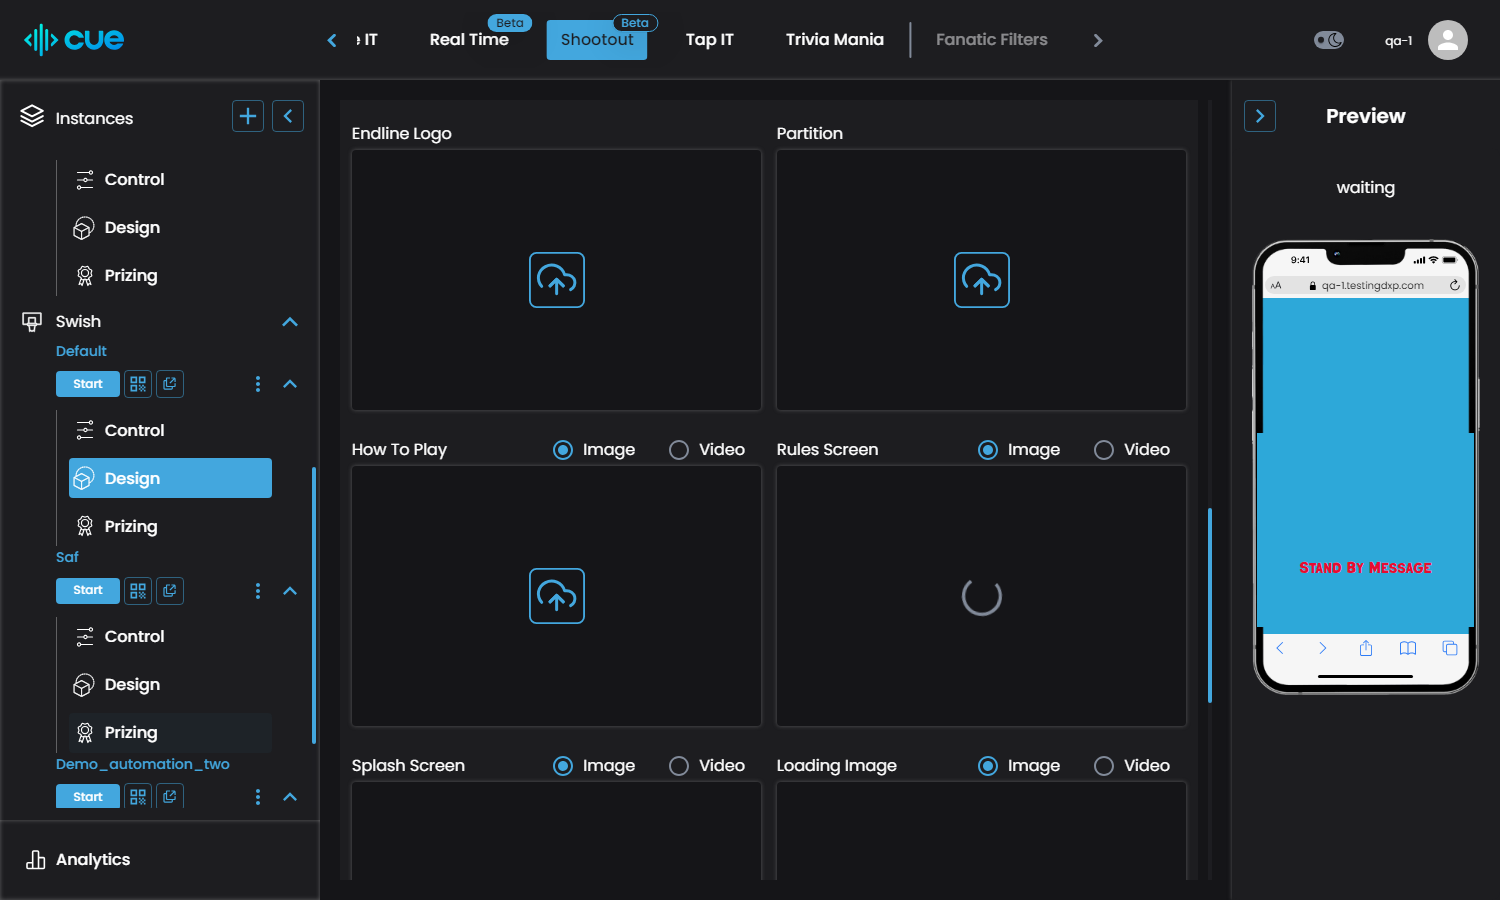 cue
IT
Real Time
Beta
Shootout
Beta
Tap IT
Trivia Mania
Fanatic Filters
qa-1
Instances
Control
Design
Prizing
Swish
Default
Start
Control
Design
Prizing
Saf
Start
Control
Design
Prizing
Demo_automation_two
Start
Analytics
Endline Logo
Partition
How To Play
Image
Video
Rules Screen
Image
Video
Splash Screen
Image
Video
Loading Image
Image
Video
Preview
waiting
9:41
AA
qa-1.testingdxp.com
Stand By Message